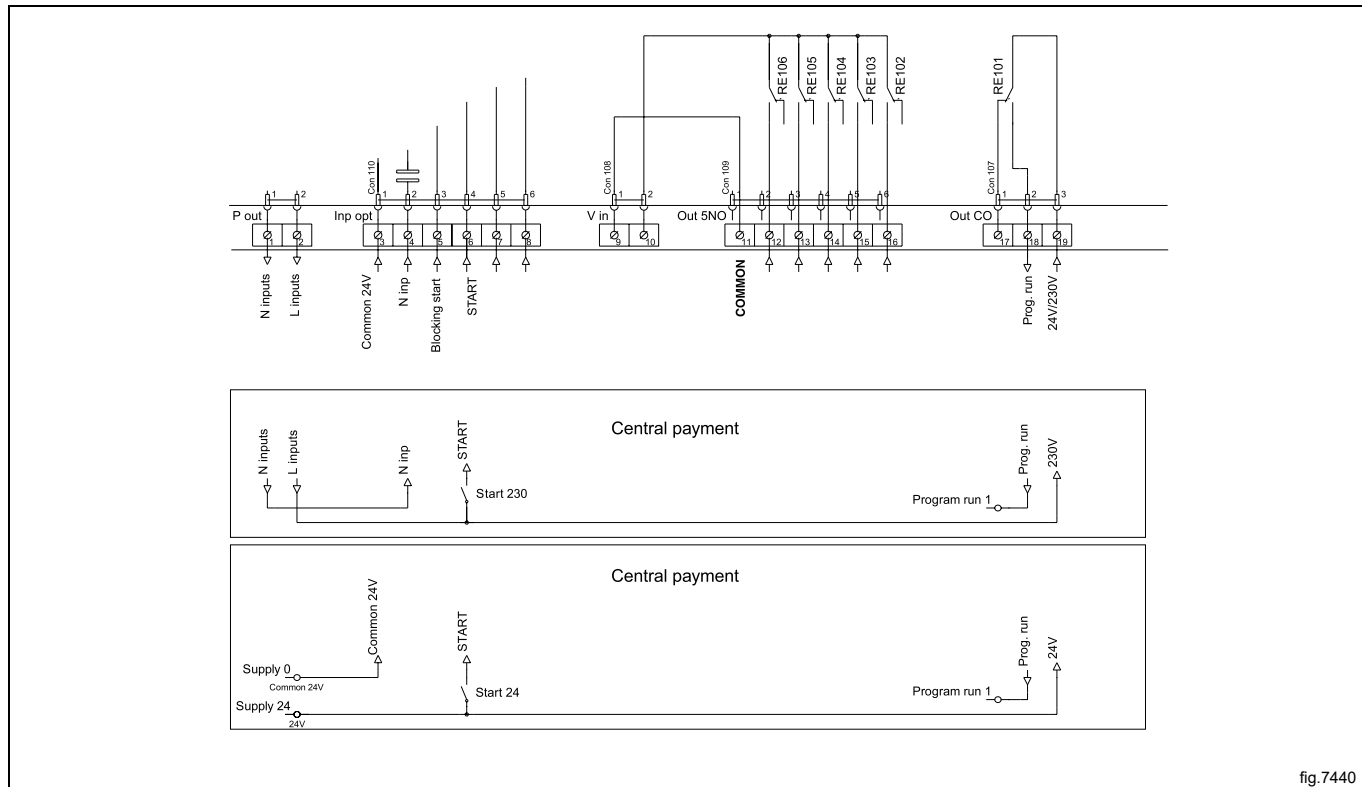 RE106
RE105
RE104
RE103
RE102
RE101
Con 110
Con 108
Con 109
Con 107
1 2
1 2 3 4 5 6
1 2
1 2 3 4 5 6
1 2 3
P out
Inp opt
V in
Out 5NO
Out CO
1 2
3 4 5 6 7 8
9 10
11 12 13 14 15 16
17 18 19
N inputs
L inputs
Common 24V
N inp
Blocking start
START
COMMON
Prog. run
24V/230V
Central payment
N inputs
L inputs
N inp
START
Start 230
Program run 1
Prog. run
230V
Central payment
Supply 0
Common 24V
Common 24V
Supply 24
24V
START
Start 24
Program run 1
Prog. run
24V
fig.7440